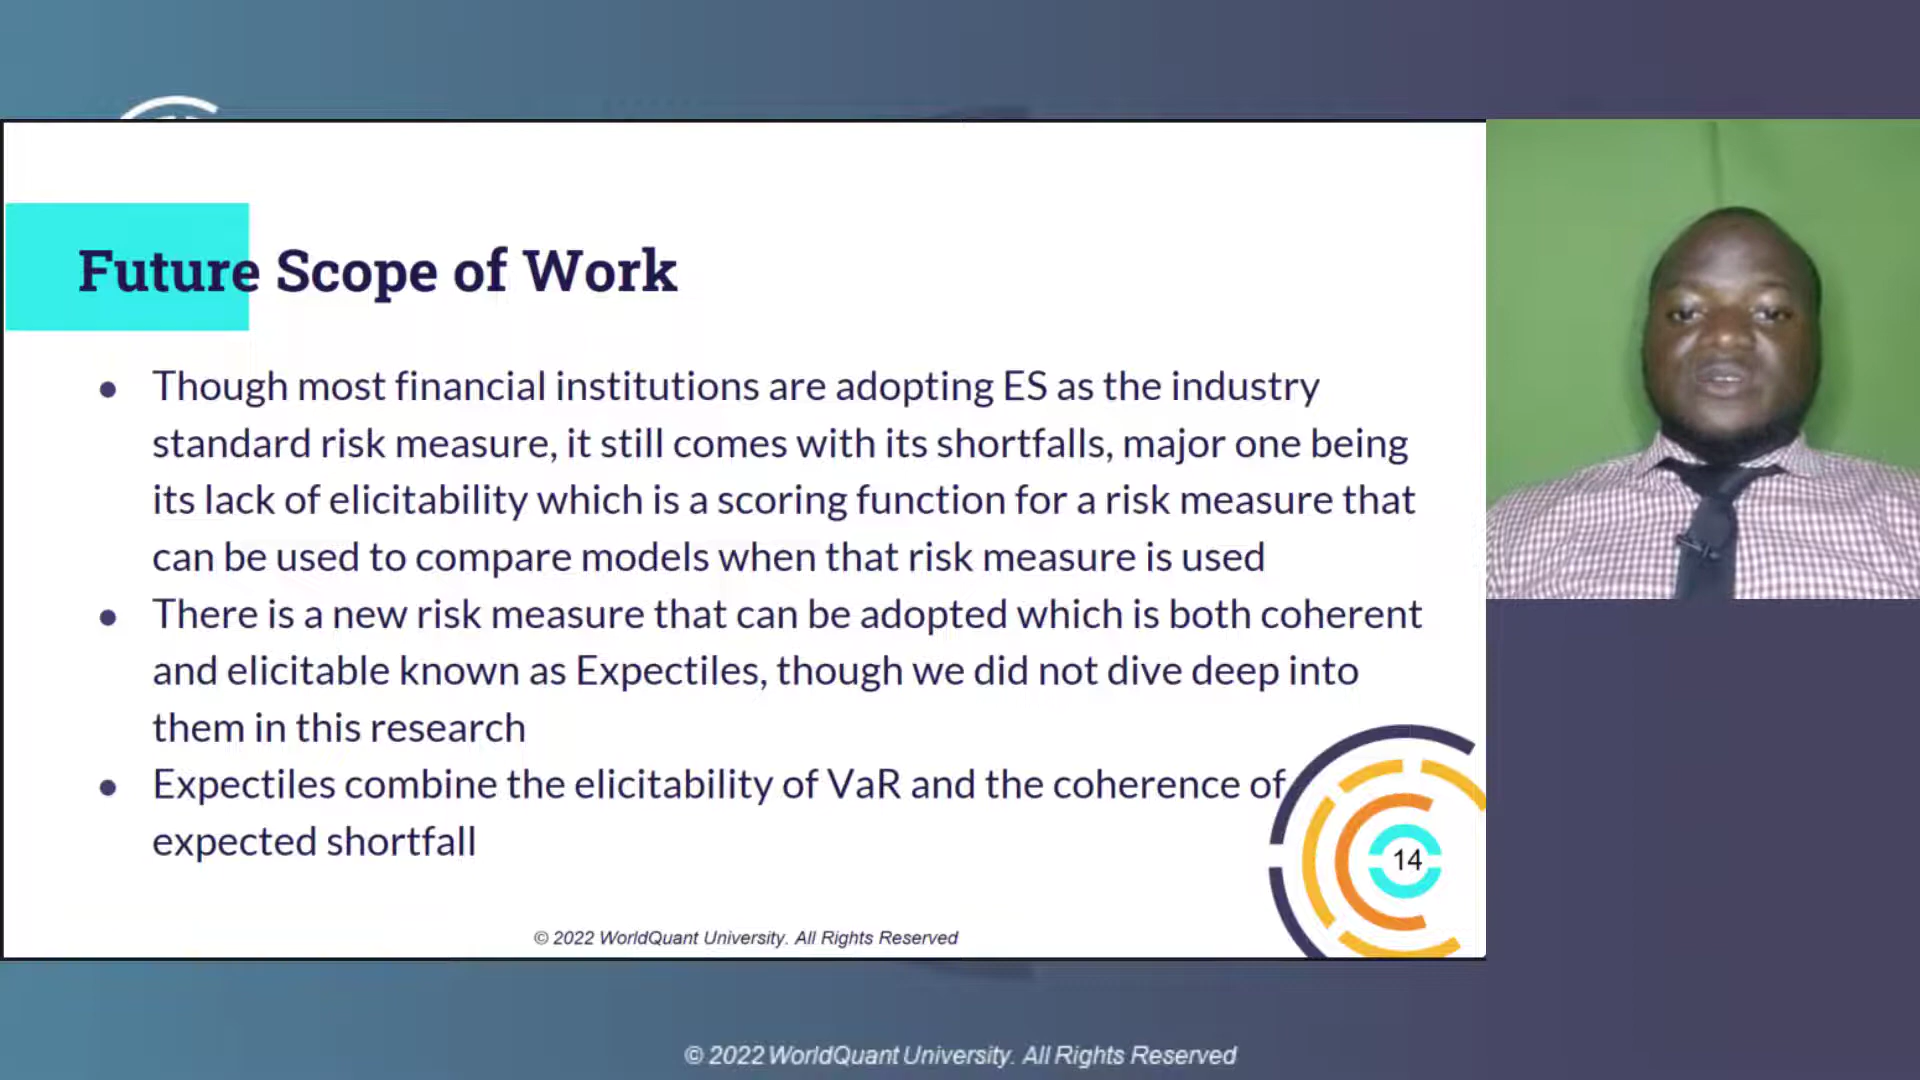 Future Scope of Work
● Though most financial institutions are adopting ES as the industry
standard risk measure, it still comes with its shortfalls, major one being
its lack of elicitability which is a scoring function for a risk measure that
can be used to compare models when that risk measure is used
● There is a new risk measure that can be adopted which is both coherent
and elicitable known as Expectiles, though we did not dive deep into
them in this research
● Expectiles combine the elicitability of VaR and the coherence of
expected shortfall
14
© 2022 WorldQuant University. All Rights Reserved
© 2022 WorldQuant University. All Rights Reserved